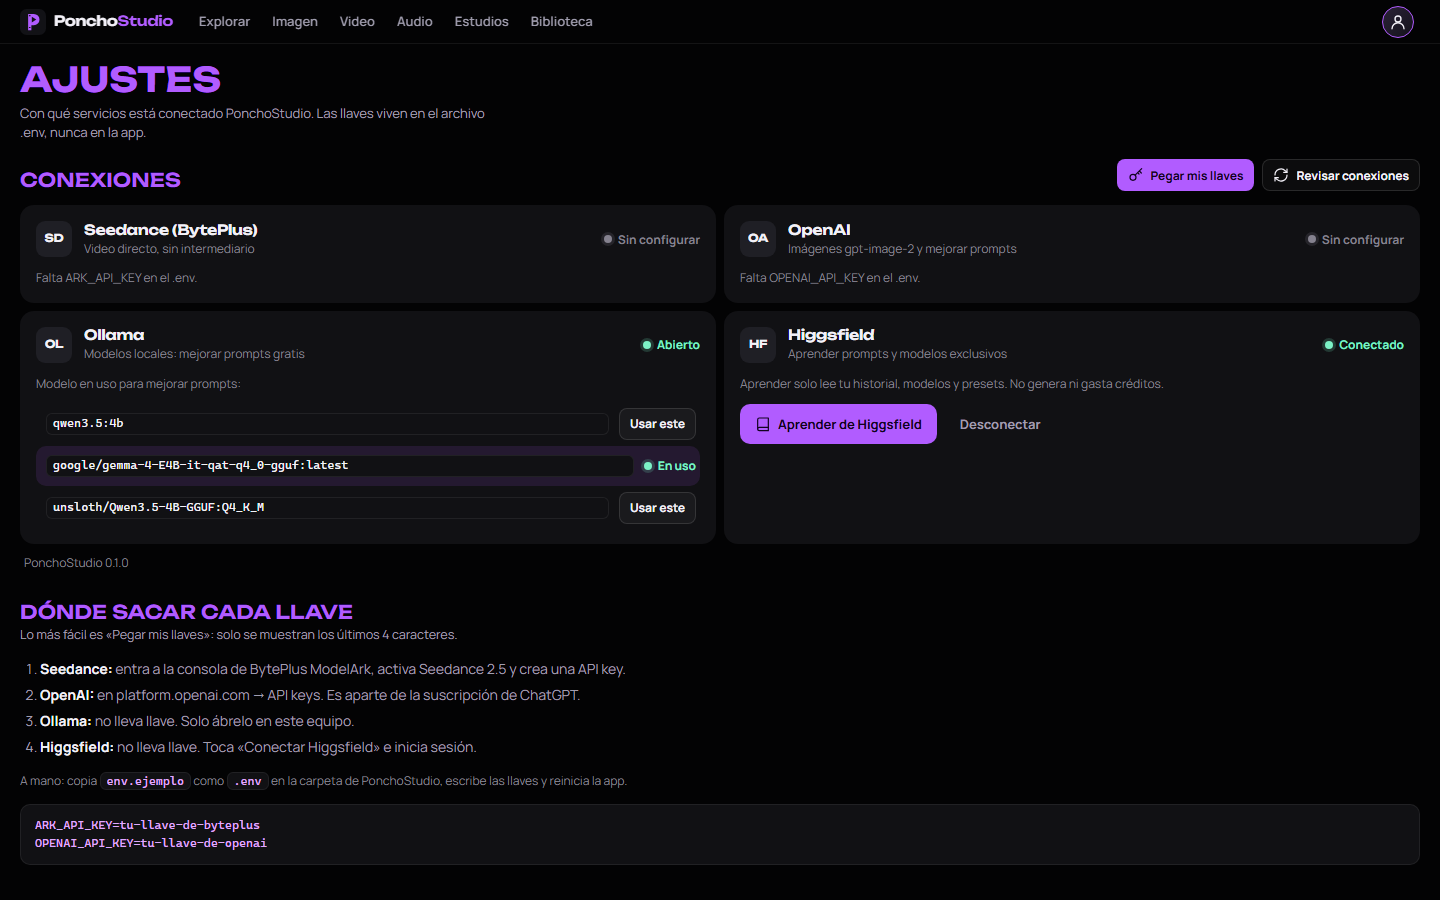 PonchoStudio
Explorar
Imagen
Video
Audio
Estudios
Biblioteca
AJUSTES
Con qué servicios está conectado PonchoStudio. Las llaves viven en el archivo
.env, nunca en la app.
CONEXIONES
Pegar mis llaves
Revisar conexiones
SD
Seedance (BytePlus)
Video directo, sin intermediario
Sin configurar
Falta ARK_API_KEY en el .env.
OA
OpenAI
Imágenes gpt-image-2 y mejorar prompts
Sin configurar
Falta OPENAI_API_KEY en el .env.
OL
Ollama
Modelos locales: mejorar prompts gratis
Abierto
Modelo en uso para mejorar prompts:
qwen3.5:4b
Usar este
google/gemma-4-E4B-it-qat-q4_0-gguf:latest
En uso
unsloth/Qwen3.5-4B-GGUF:Q4_K_M
Usar este
HF
Higgsfield
Aprender prompts y modelos exclusivos
Conectado
Aprender solo lee tu historial, modelos y presets. No genera ni gasta créditos.
Aprender de Higgsfield
Desconectar
PonchoStudio 0.1.0
DÓNDE SACAR CADA LLAVE
Lo más fácil es «Pegar mis llaves»: solo se muestran los últimos 4 caracteres.
1. Seedance: entra a la consola de BytePlus ModelArk, activa Seedance 2.5 y crea una API key.
2. OpenAI: en platform.openai.com → API keys. Es aparte de la suscripción de ChatGPT.
3. Ollama: no lleva llave. Solo ábrelo en este equipo.
4. Higgsfield: no lleva llave. Toca «Conectar Higgsfield» e inicia sesión.
A mano: copia env.ejemplo como .env en la carpeta de PonchoStudio, escribe las llaves y reinicia la app.
ARK_API_KEY=tu-llave-de-byteplus
OPENAI_API_KEY=tu-llave-de-openai